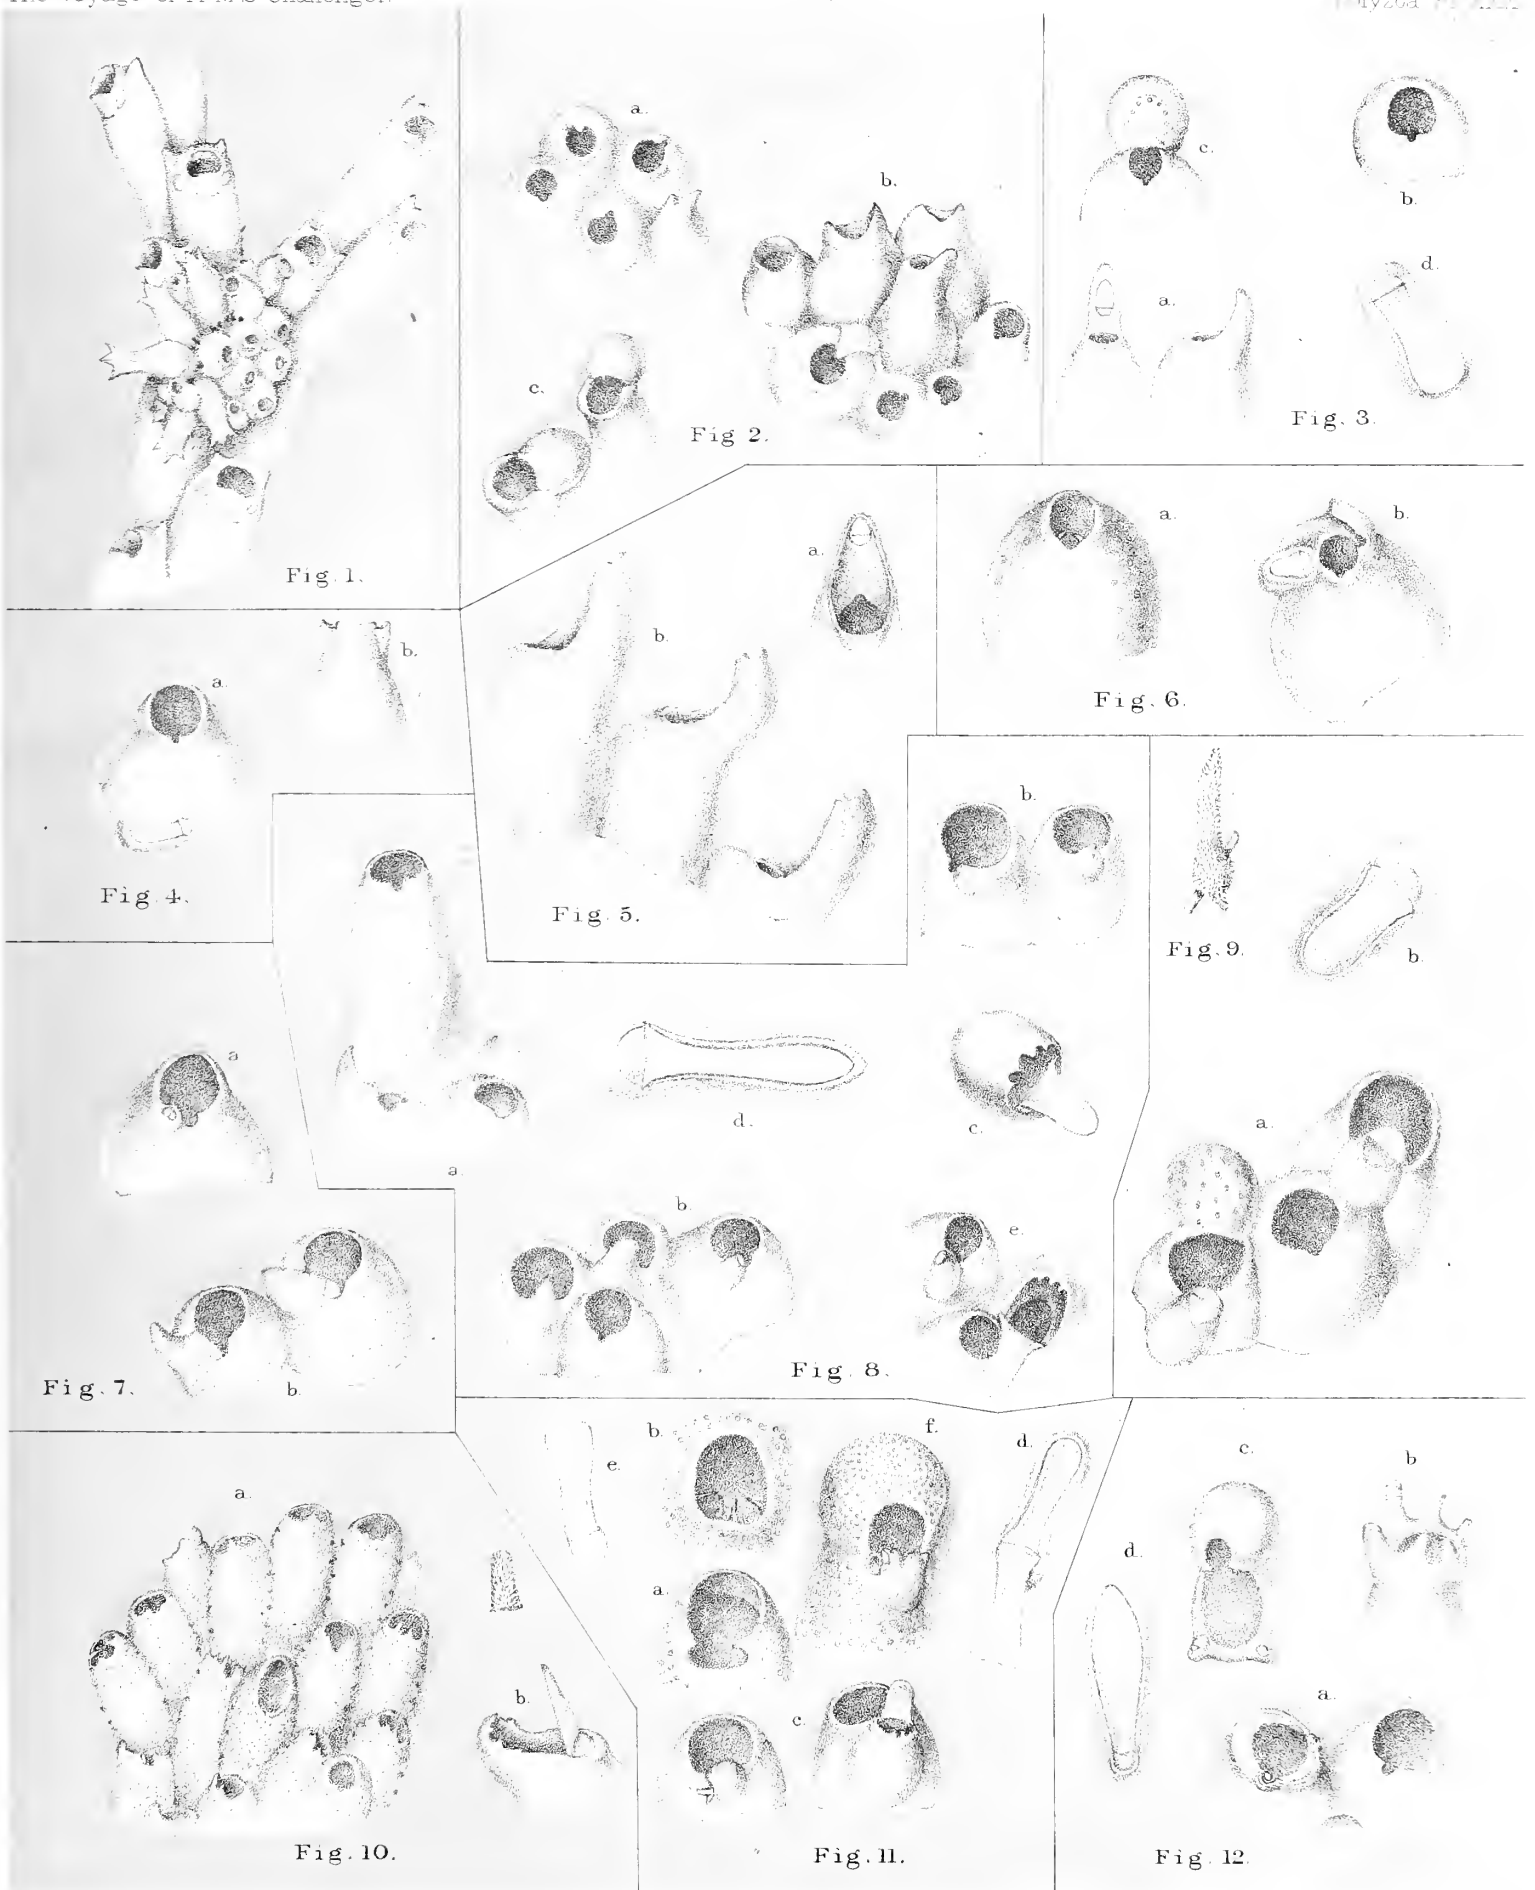 The Voyage of H.M.S. Challenger.
a.
b.
c.
Fig 2.
Fig. 1.
c.
b.
a.
d.
Fig. 3.
a.
b.
Fig. 4.
a.
b.
Fig. 5.
a.
b.
Fig. 6.
a
b.
Fig. 7.
b.
d.
c.
a.
b.
e.
Fig. 8.
Fig. 9.
b.
a.
a.
b.
Fig. 10.
e.
b.
f.
d.
a.
c.
Fig. 11.
c.
b
d.
a.
Fig. 12.